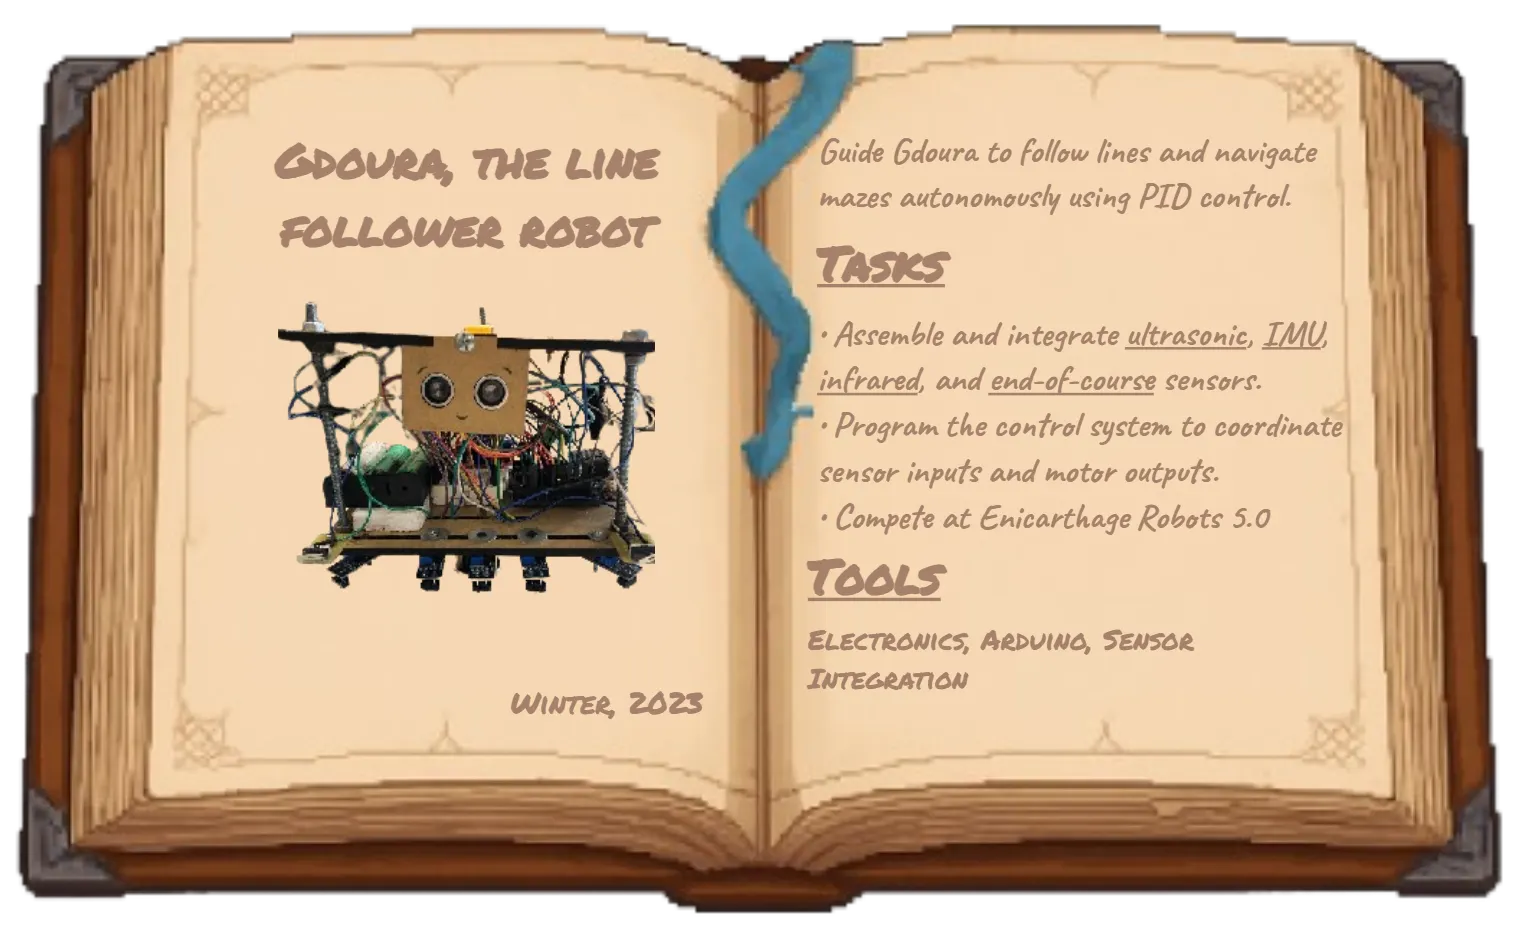 Gdoura, the line
follower robot
Winter, 2023
Guide Gdoura to follow lines and navigate
mazes autonomously using PID control.
Tasks
• Assemble and integrate ultrasonic, IMU,
infrared, and end-of-course sensors.
• Program the control system to coordinate
sensor inputs and motor outputs.
• Compete at Enicarthage Robots 5.0
Tools
Electronics, Arduino, Sensor
Integration